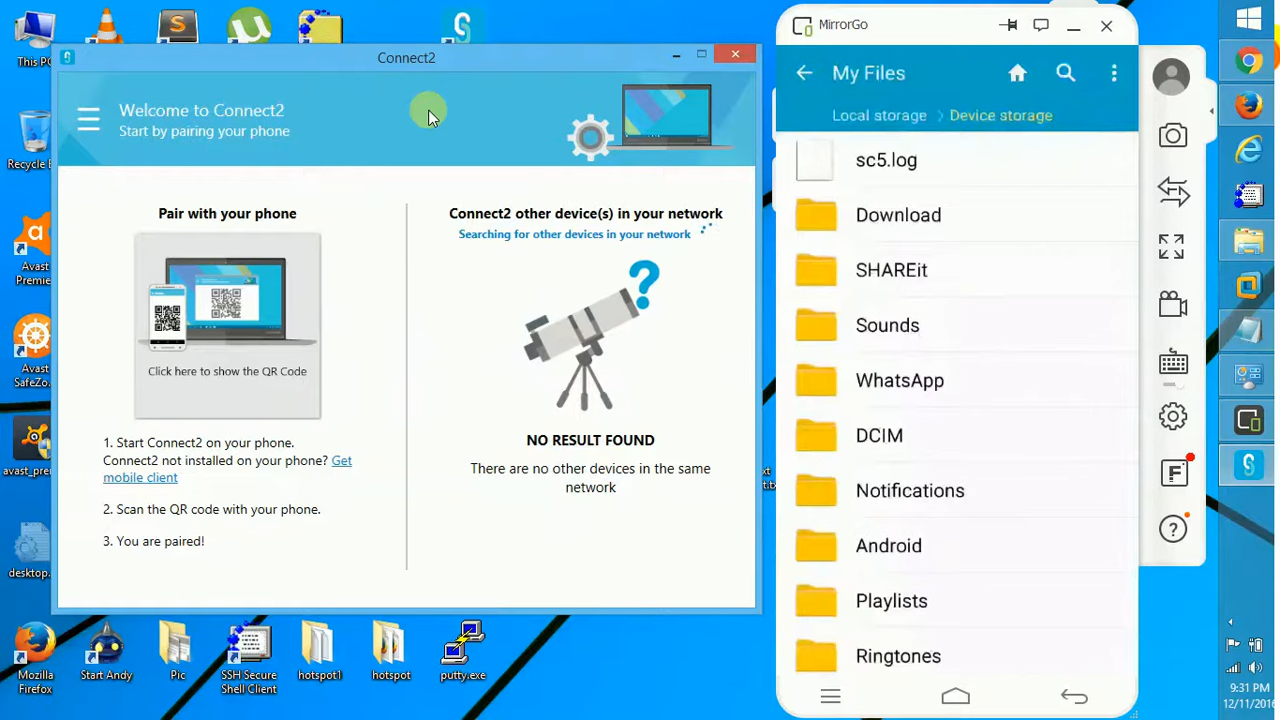 This PC
Recycle B
Avast
Premie
Avast
SafeZo
avast_pre
desktop.
Mozilla
Firefox
Start Andy
Pic
SSH Secure
Shell Client
hotspot1
hotspot
putty.exe
Connect2
Welcome to Connect2
Start by pairing your phone
Pair with your phone
Click here to show the QR Code
1. Start Connect2 on your phone.
Connect2 not installed on your phone? Get
mobile client
2. Scan the QR code with your phone.
3. You are paired!
Connect2 other device(s) in your network
Searching for other devices in your network
NO RESULT FOUND
There are no other devices in the same
network
MirrorGo
My Files
Local storage > Device storage
sc5.log
Download
SHAREit
Sounds
WhatsApp
DCIM
Notifications
Android
Playlists
Ringtones
9:31 PM
12/11/2016